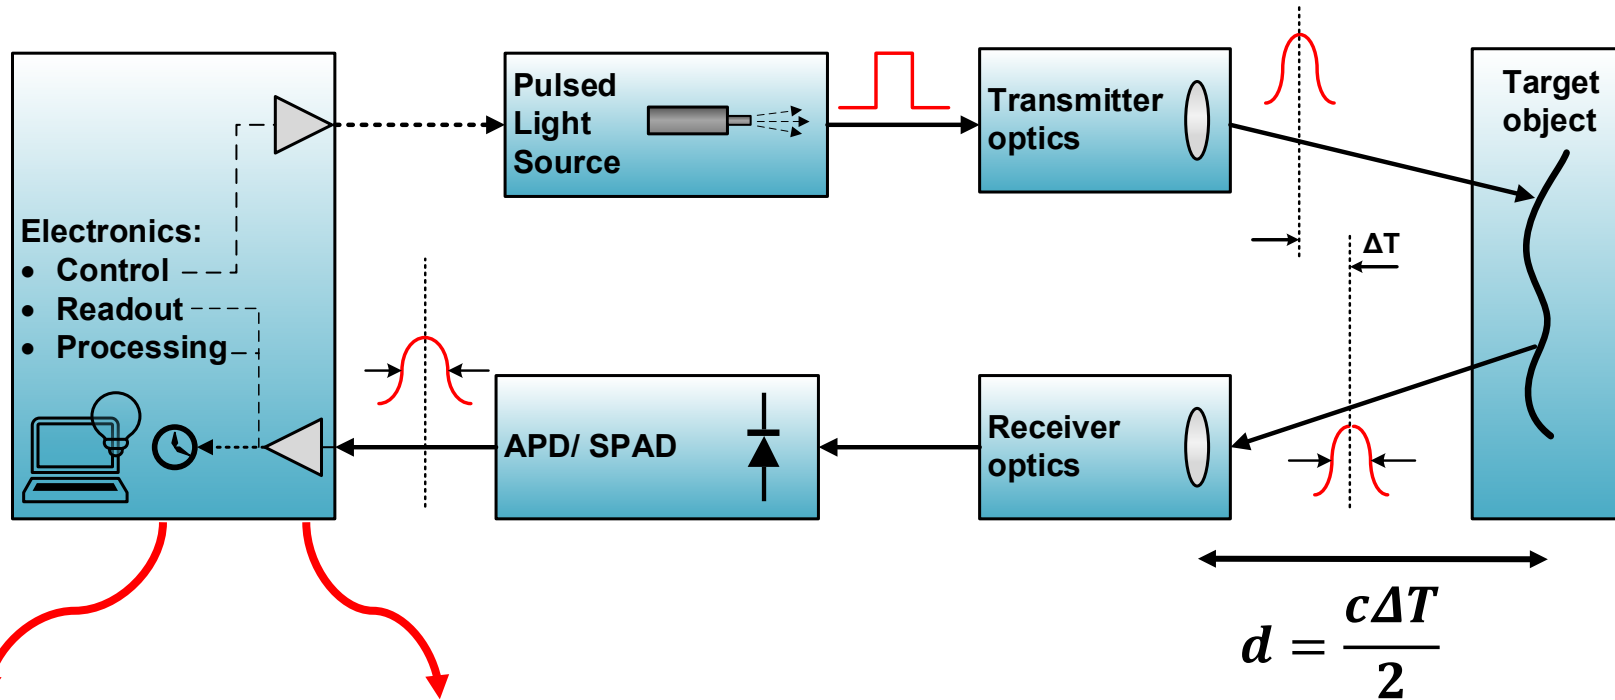 Electronics:
• Control
• Readout
• Processing
Pulsed
Light
Source
Transmitter
optics
Target
object
ΔT
APD/ SPAD
Receiver
optics
d = cΔT/2